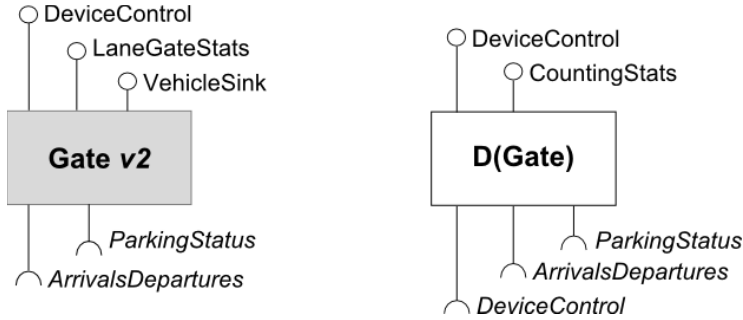 DeviceControl
LaneGateStats
VehicleSink
Gate v2
ParkingStatus
ArrivalsDepartures
DeviceControl
CountingStats
D(Gate)
ParkingStatus
ArrivalsDepartures
DeviceControl